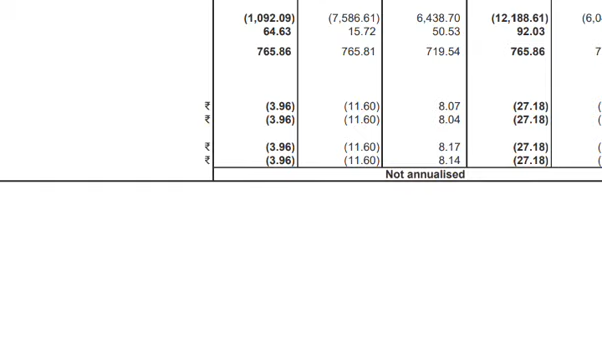 (1,092.09) (7,586.61) 6,438.70 (12,188.61) (6,0
64.63 15.72 50.53 92.03
765.86 765.81 719.54 765.86 7
₹ (3.96) (11.60) 8.07 (27.18) (
₹ (3.96) (11.60) 8.04 (27.18) (
₹ (3.96) (11.60) 8.17 (27.18) (
₹ (3.96) (11.60) 8.14 (27.18) (
Not annualised